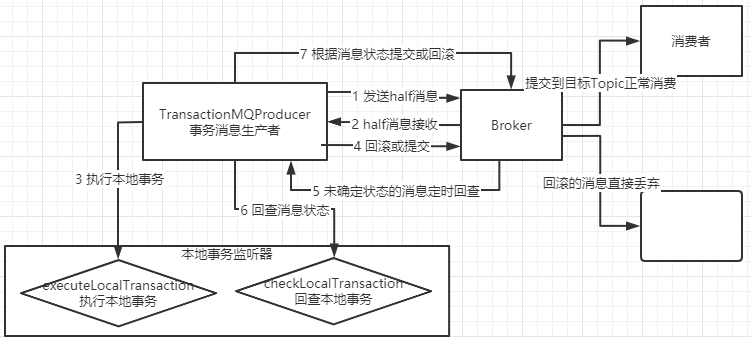 7 根据消息状态提交或回滚
消费者
提交到目标Topic正常消费
1 发送half消息
TransactionMQProducer
事务消息生产者
2 half消息接收
Broker
4 回滚或提交
3 执行本地事务
5 未确定状态的消息定时回查
回滚的消息直接丢弃
6 回查消息状态
本地事务监听器
executeLocalTransaction
执行本地事务
checkLocalTransaction
回查本地事务